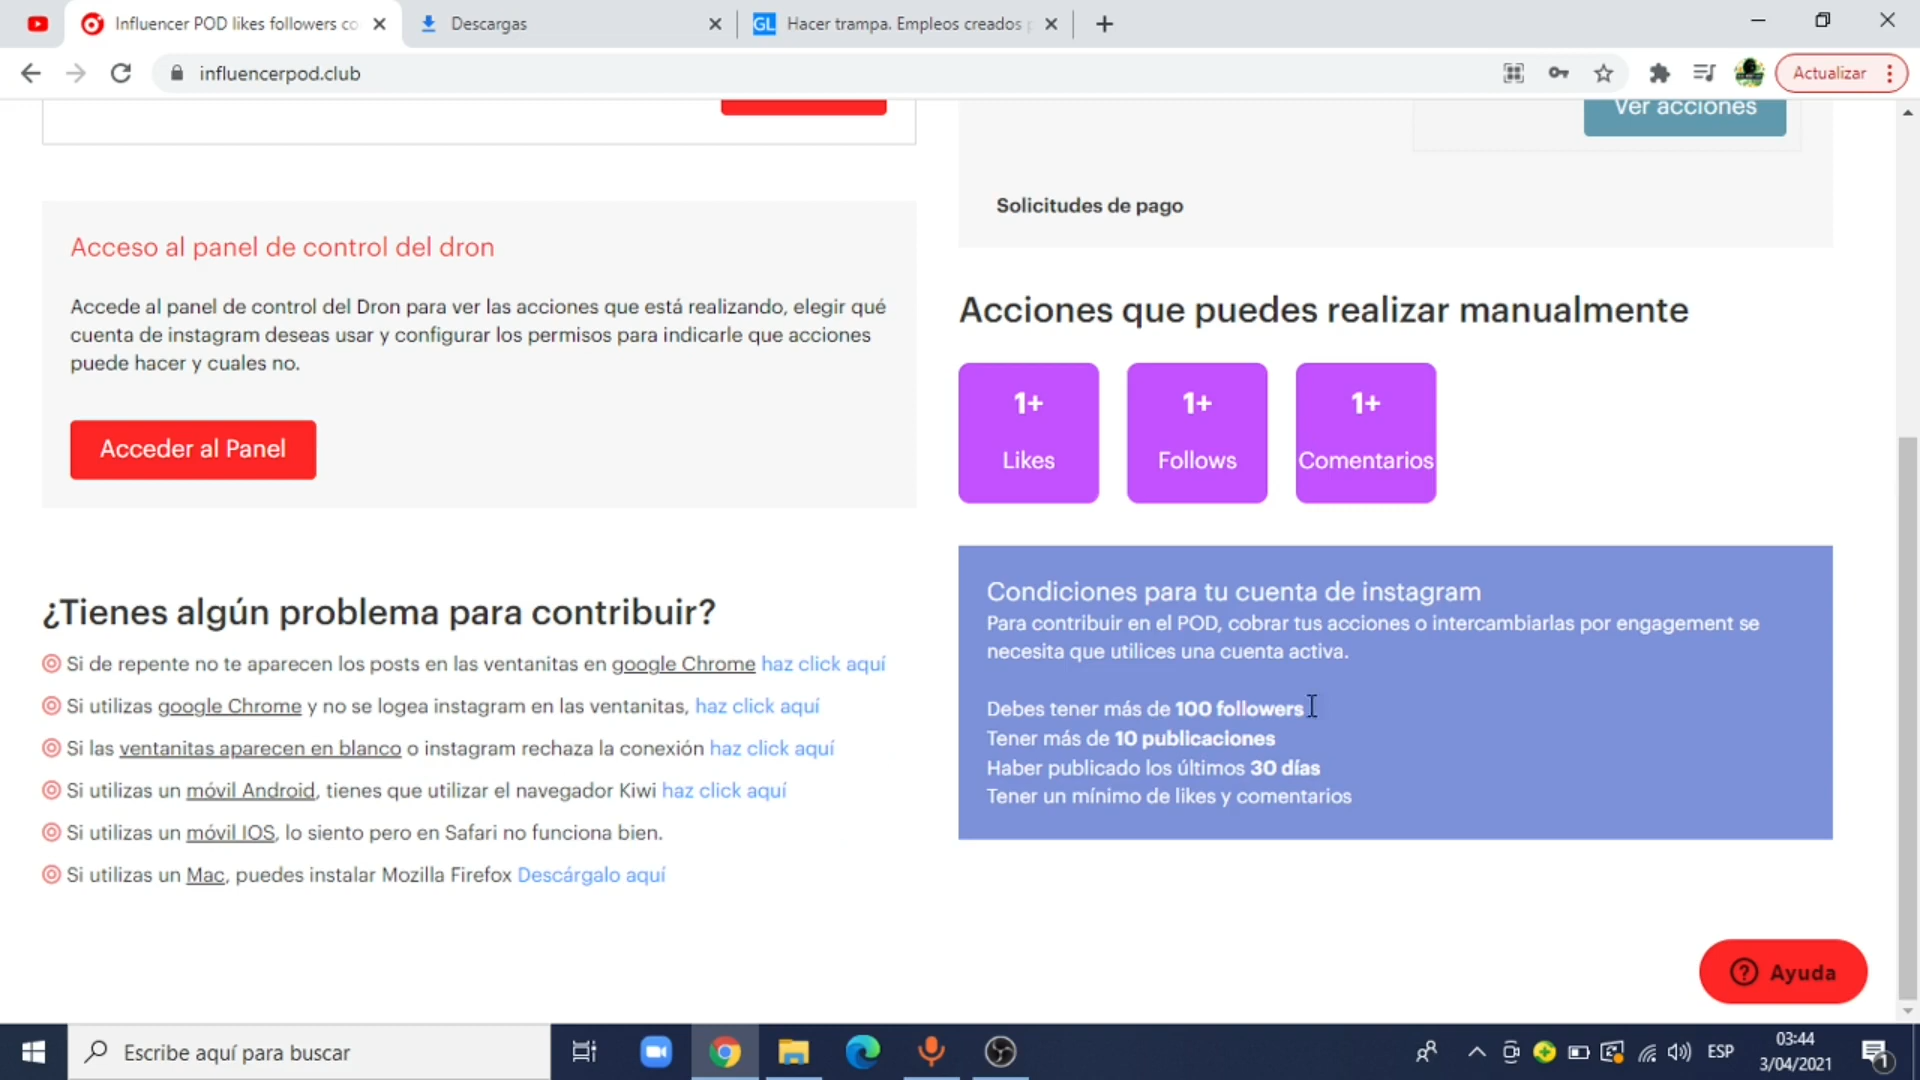 Influencer POD likes followers co
Descargas
GL Hacer trampa. Empleos creados
influencerpod.club
Actualizar
Ver acciones
Solicitudes de pago
Acceso al panel de control del dron
Accede al panel de control del Dron para ver las acciones que está realizando, elegir qué
cuenta de instagram deseas usar y configurar los permisos para indicarle que acciones
puede hacer y cuales no.
Acceder al Panel
¿Tienes algún problema para contribuir?
Si de repente no te aparecen los posts en las ventanitas en google Chrome haz click aquí
Si utilizas google Chrome y no se logea instagram en las ventanitas, haz click aquí
Si las ventanitas aparecen en blanco o instagram rechaza la conexión haz click aquí
Si utilizas un móvil Android, tienes que utilizar el navegador Kiwi haz click aquí
Si utilizas un móvil IOS, lo siento pero en Safari no funciona bien.
Si utilizas un Mac, puedes instalar Mozilla Firefox Descárgalo aquí
Acciones que puedes realizar manualmente
1+
Likes
1+
Follows
1+
Comentarios
Condiciones para tu cuenta de instagram
Para contribuir en el POD, cobrar tus acciones o intercambiarlas por engagement se
necesita que utilices una cuenta activa.
Debes tener más de 100 followers
Tener más de 10 publicaciones
Haber publicado los últimos 30 días
Tener un mínimo de likes y comentarios
Ayuda
Escribe aquí para buscar
ESP
03:44
3/04/2021
1